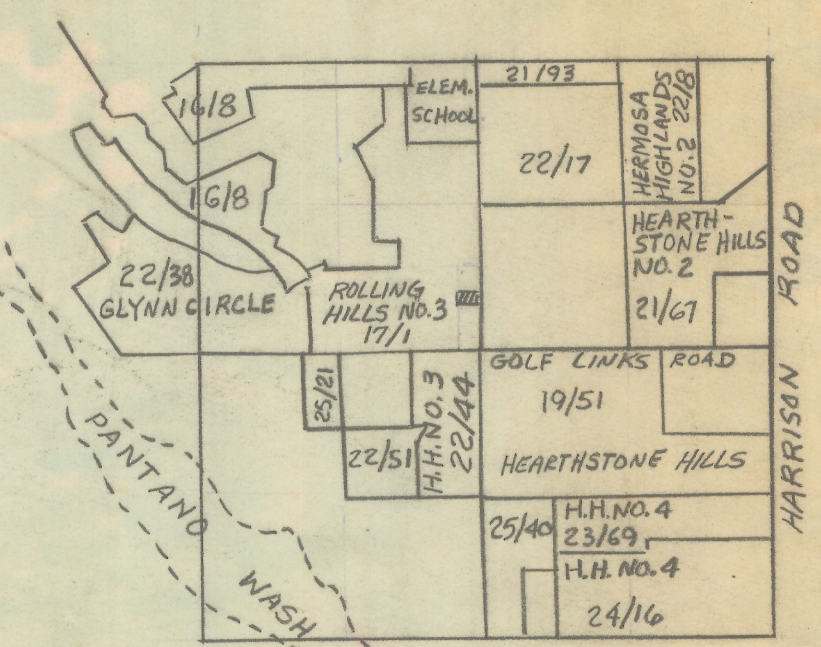 16/8
ELEM.
SCHOOL
21/93
22/17
HERMOSA
HIGHLANDS
NO. 2 22/8
16/8
22/38
GLYNN CIRCLE
ROLLING
HILLS NO.3
17/1
HEARTH-
STONE HILLS
NO. 2
21/67
HARRISON ROAD
25/21
H.H. NO. 3
22/44
22/51
GOLF LINKS ROAD
19/51
HEARTHSTONE HILLS
PANTANO
WASH
25/40
H.H. NO. 4
23/69
H.H. NO. 4
24/16